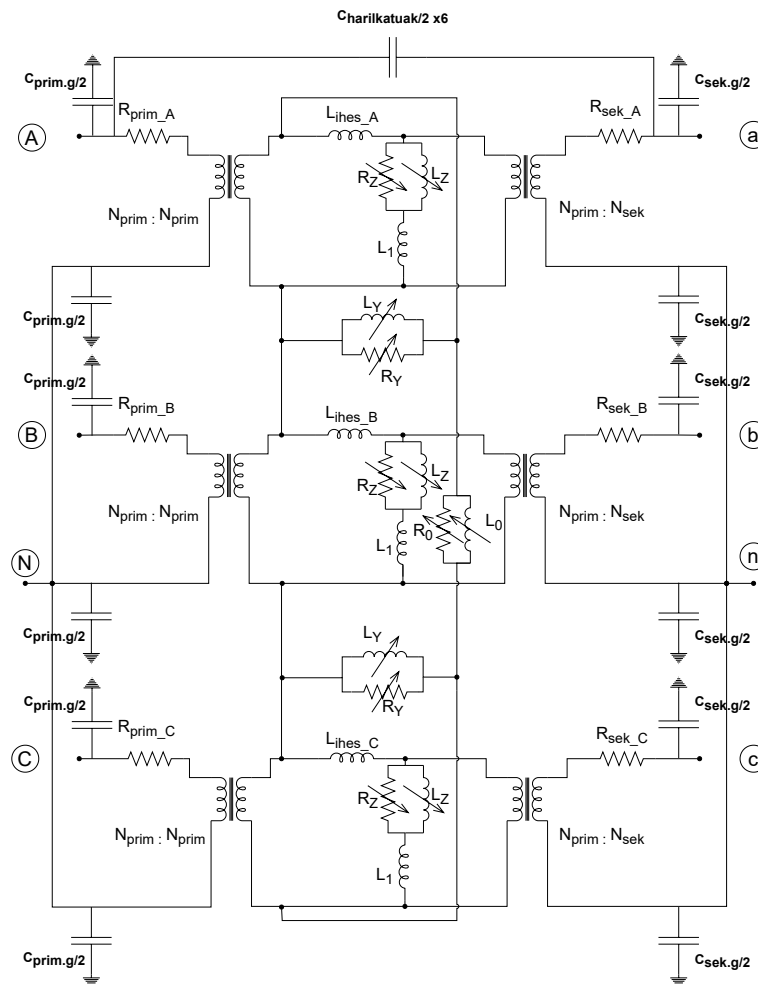 Charilkatuak/2 x6
Cprim.g/2
Csek.g/2
Rprim_A
Lihes_A
Rsek_A
A
a
RZ
LZ
Nprim : Nprim
Nprim : Nsek
L1
Cprim.g/2
LY
Csek.g/2
RY
Cprim.g/2
Csek.g/2
Rprim_B
Lihes_B
Rsek_B
B
b
RZ
LZ
Nprim : Nprim
Nprim : Nsek
R0
L0
L1
N
n
Cprim.g/2
LY
Csek.g/2
RY
Cprim.g/2
Csek.g/2
Rprim_C
Lihes_C
Rsek_C
C
c
RZ
LZ
Nprim : Nprim
Nprim : Nsek
L1
Cprim.g/2
Csek.g/2